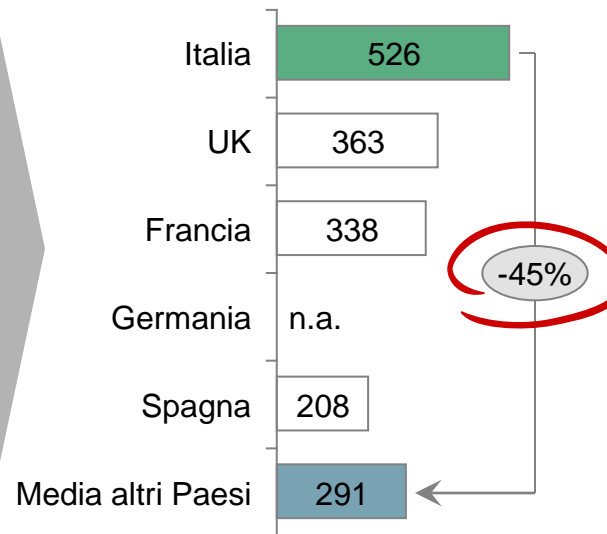 Italia 526
UK 363
Francia 338
-45%
Germania n.a.
Spagna 208
Media altri Paesi 291